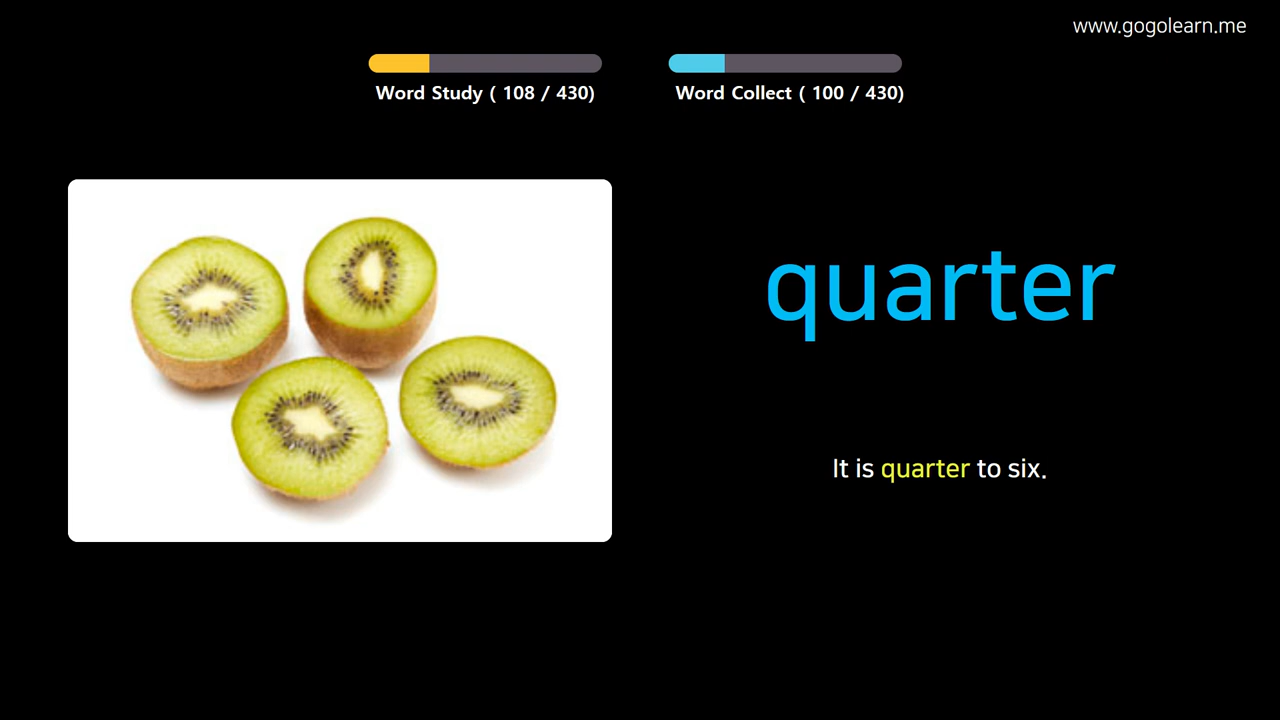 www.gogolearn.me
Word Study ( 108 / 430)
Word Collect ( 100 / 430)
quarter
It is quarter to six.